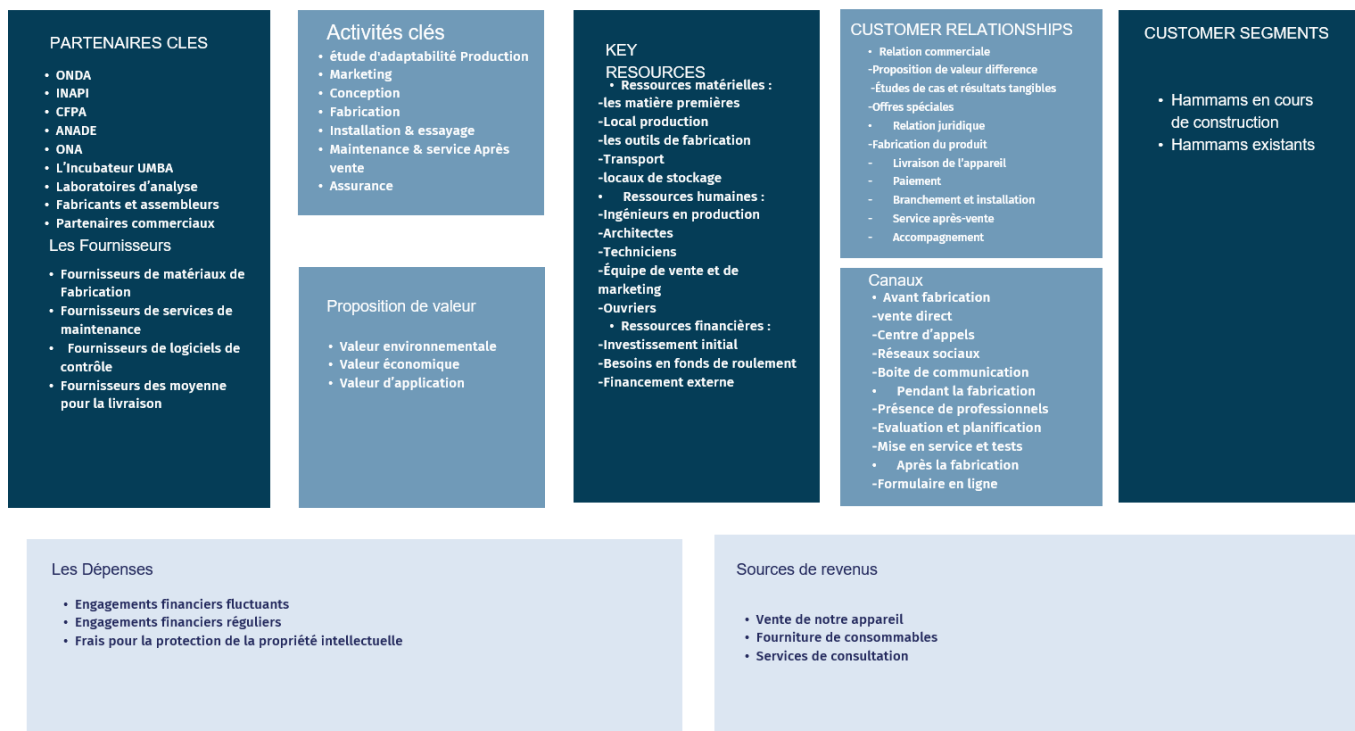 PARTENAIRES CLES
• ONDA
• INAPI
• CFPA
• ANADE
• ONA
• L'Incubateur UMBA
• Laboratoires d'analyse
• Fabricants et assembleurs
• Partenaires commerciaux
Les Fournisseurs
• Fournisseurs de matériaux de
Fabrication
• Fournisseurs de services de
maintenance
• Fournisseurs de logiciels de
contrôle
• Fournisseurs des moyenne
pour la livraison
Activités clés
• étude d'adaptabilité Production
• Marketing
• Conception
• Fabrication
• Installation & essayage
• Maintenance & service Après
vente
• Assurance
Proposition de valeur
• Valeur environnementale
• Valeur économique
• Valeur d'application
KEY
RESOURCES
• Ressources matérielles :
-les matière premières
-Local production
-les outils de fabrication
-Transport
-locaux de stockage
• Ressources humaines :
-Ingénieurs en production
-Architectes
-Techniciens
-Équipe de vente et de
marketing
-Ouvriers
• Ressources financières :
-Investissement initial
-Besoins en fonds de roulement
-Financement externe
CUSTOMER RELATIONSHIPS
• Relation commerciale
-Proposition de valeur difference
-Études de cas et résultats tangibles
-Offres spéciales
• Relation juridique
-Fabrication du produit
- Livraison de l'appareil
- Paiement
- Branchement et installation
- Service après-vente
- Accompagnement
Canaux
• Avant fabrication
-vente direct
-Centre d'appels
-Réseaux sociaux
-Boite de communication
• Pendant la fabrication
-Présence de professionnels
-Evaluation et planification
-Mise en service et tests
• Après la fabrication
-Formulaire en ligne
CUSTOMER SEGMENTS
• Hammams en cours
de construction
• Hammams existants
Les Dépenses
• Engagements financiers fluctuants
• Engagements financiers réguliers
• Frais pour la protection de la propriété intellectuelle
Sources de revenus
• Vente de notre appareil
• Fourniture de consommables
• Services de consultation